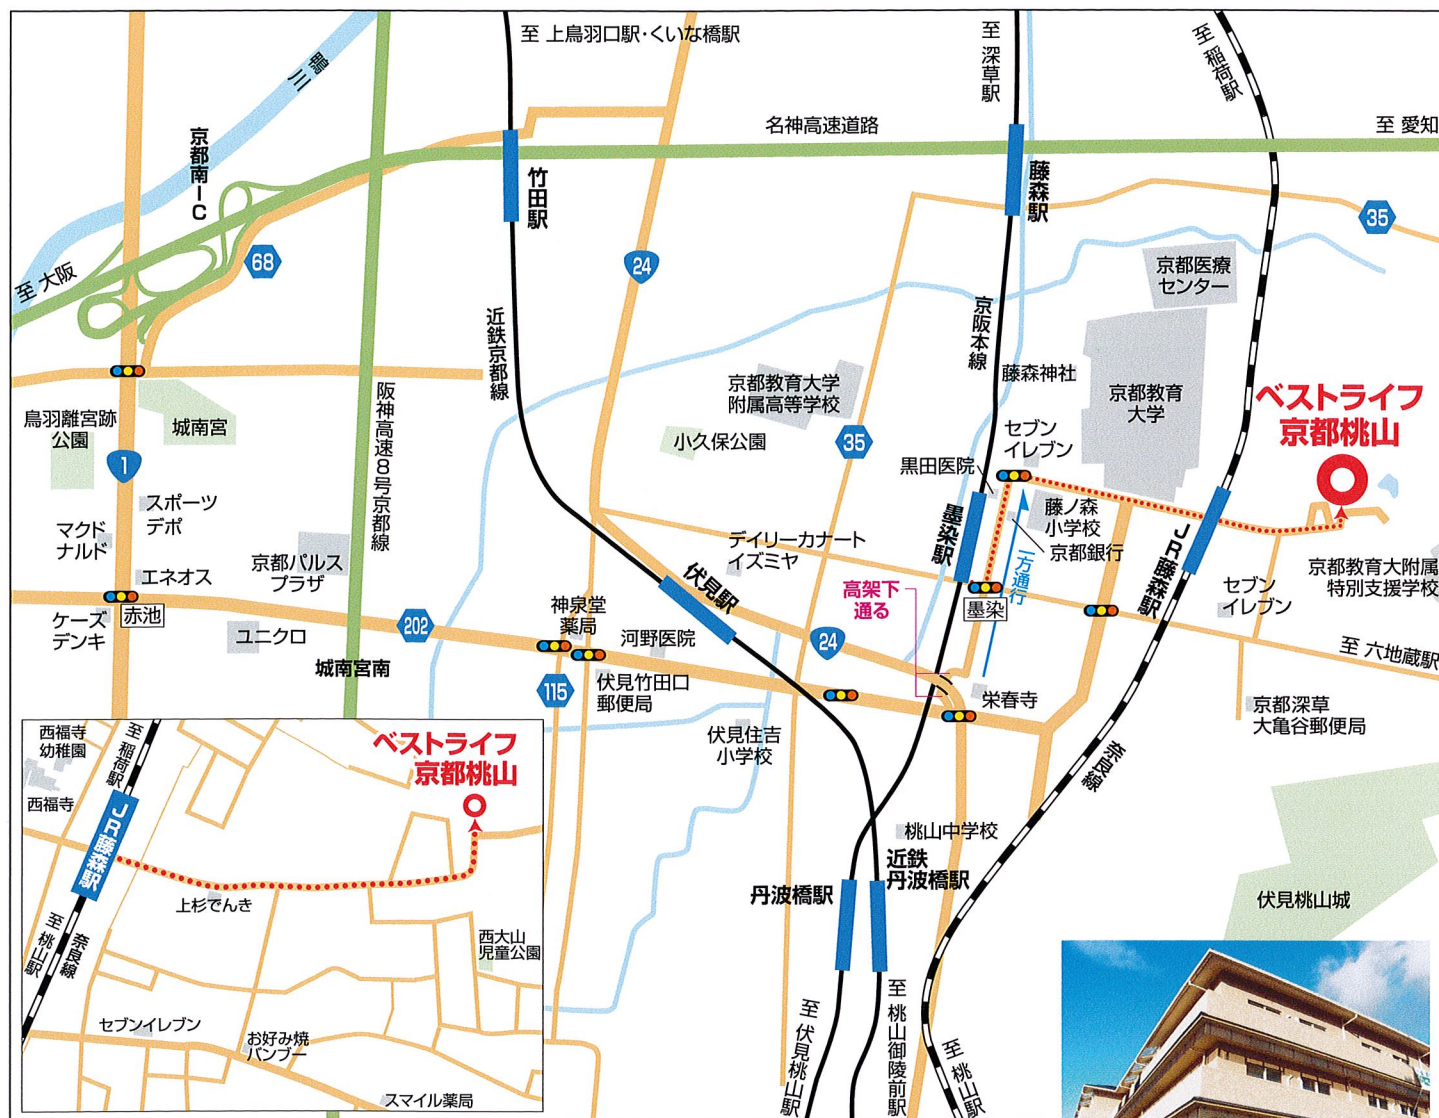 至 上鳥羽口駅・くいな橋駅
至 深草駅
至 稲荷駅
鴨川
名神高速道路
至 愛知
京都南IC
竹田駅
藤森駅
35
68
24
至 大阪
京都医療
センター
近鉄京都線
京阪本線
藤森神社
京都教育大学
附属高等学校
京都教育
大学
ベストライフ
京都桃山
阪神高速8号京都線
鳥羽離宮跡
公園
城南宮
小久保公園
35
セブン
イレブン
黒田医院
1
スポーツ
デポ
マクド
ナルド
藤ノ森
小学校
墨染駅
京都銀行
デイリーカナート
イズミヤ
京都パルス
プラザ
エネオス
伏見駅
一方通行
JR藤森駅
京都教育大附属
特別支援学校
セブン
イレブン
高架下
通る
墨染
赤池
ケーズ
デンキ
ユニクロ
202
神泉堂
薬局
河野医院
24
至 六地蔵駅
城南宮南
115
伏見竹田口
郵便局
栄春寺
京都深草
大亀谷郵便局
伏見住吉
小学校
奈良線
桃山中学校
近鉄
丹波橋駅
丹波橋駅
伏見桃山城
至 伏見桃山駅
至 桃山御陵前駅
至 桃山駅
西福寺
幼稚園
至 稲荷駅
ベストライフ
京都桃山
西福寺
JR藤森駅
上杉でんき
西大山
児童公園
至 桃山駅
奈良線
セブンイレブン
お好み焼
バンブー
スマイル薬局